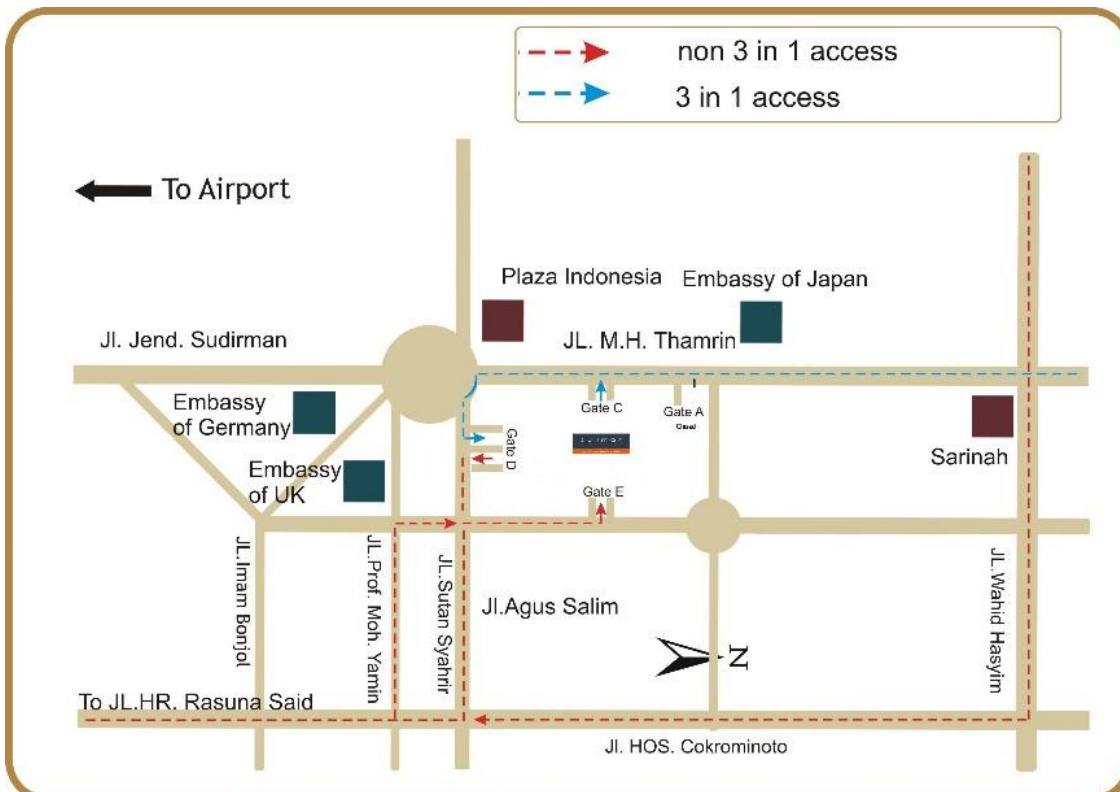 non 3 in 1 access
3 in 1 access
To Airport
Plaza Indonesia
Embassy of Japan
Jl. Jend. Sudirman
JL. M.H. Thamrin
Embassy
of Germany
Gate C
Gate A
Closed
Gate D
Sarinah
Embassy
of UK
Gate E
JL.Imam Bonjol
JL.Prof. Moh. Yamin
JL.Sutan Syahrir
Jl.Agus Salim
N
JL.Wahid Hasyim
To JL.HR. Rasuna Said
Jl. HOS. Cokrominoto